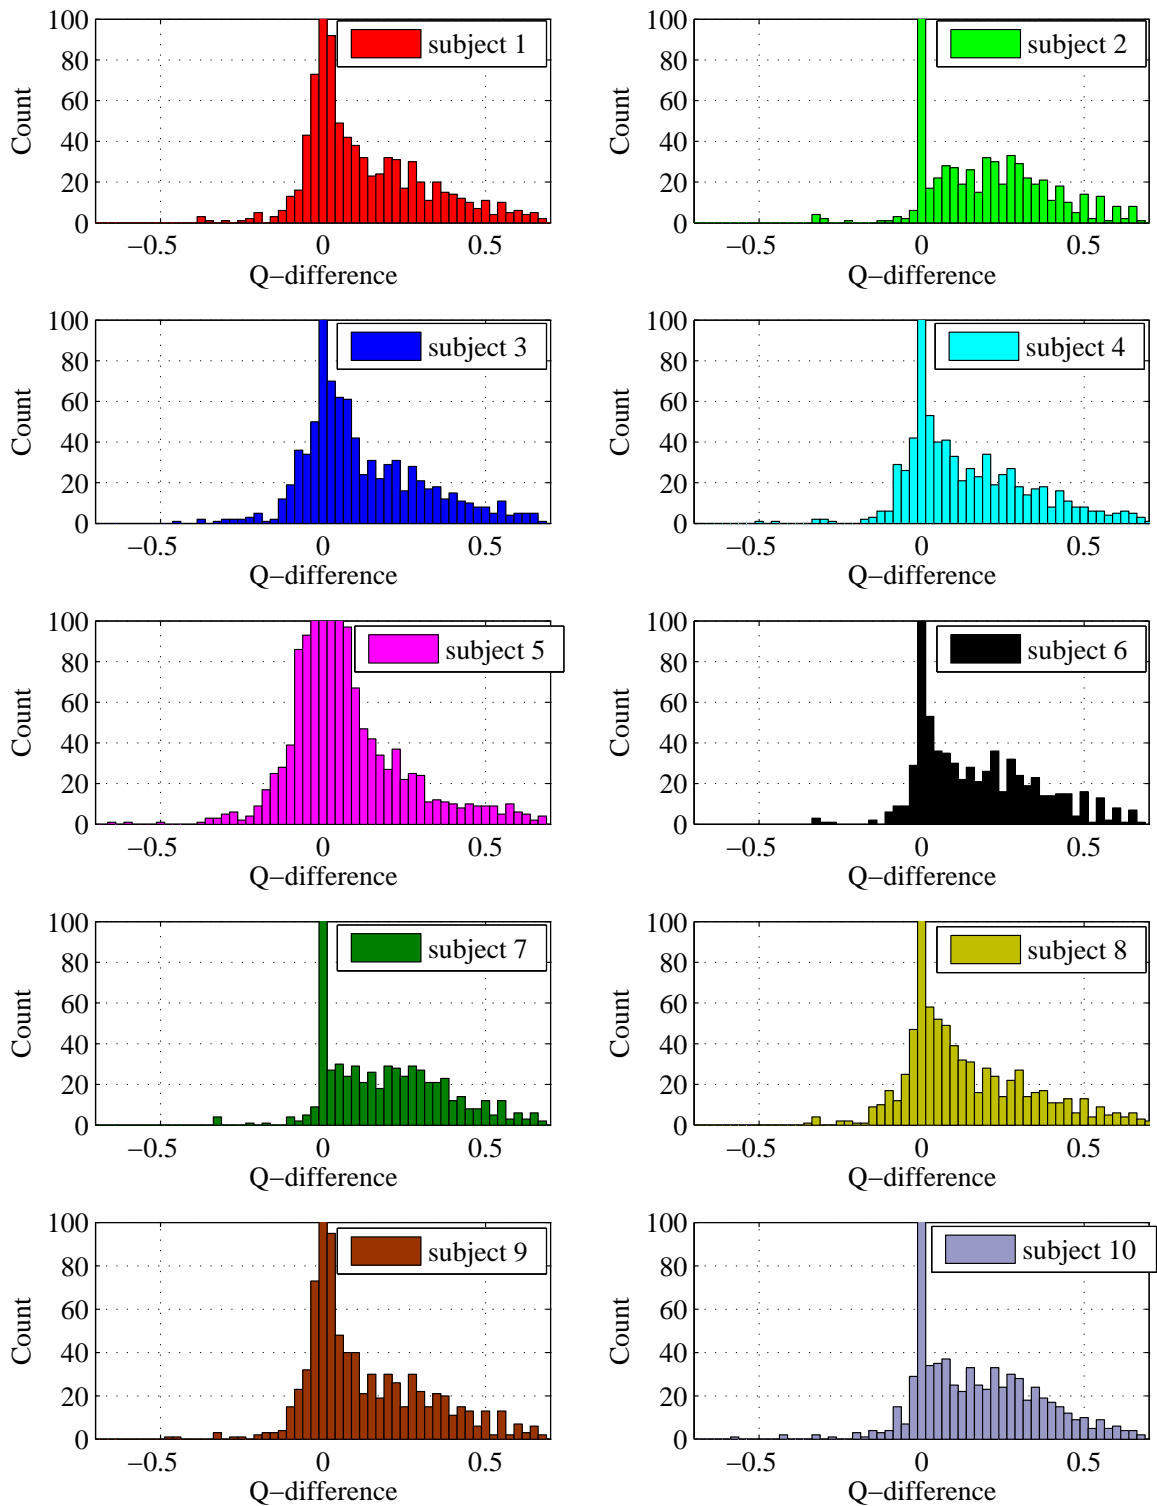 100
80
60
40
20
0
Count
−0.5 0 0.5
Q−difference
subject 1
100
80
60
40
20
0
Count
−0.5 0 0.5
Q−difference
subject 2
100
80
60
40
20
0
Count
−0.5 0 0.5
Q−difference
subject 3
100
80
60
40
20
0
Count
−0.5 0 0.5
Q−difference
subject 4
100
80
60
40
20
0
Count
−0.5 0 0.5
Q−difference
subject 5
100
80
60
40
20
0
Count
−0.5 0 0.5
Q−difference
subject 6
100
80
60
40
20
0
Count
−0.5 0 0.5
Q−difference
subject 7
100
80
60
40
20
0
Count
−0.5 0 0.5
Q−difference
subject 8
100
80
60
40
20
0
Count
−0.5 0 0.5
Q−difference
subject 9
100
80
60
40
20
0
Count
−0.5 0 0.5
Q−difference
subject 10